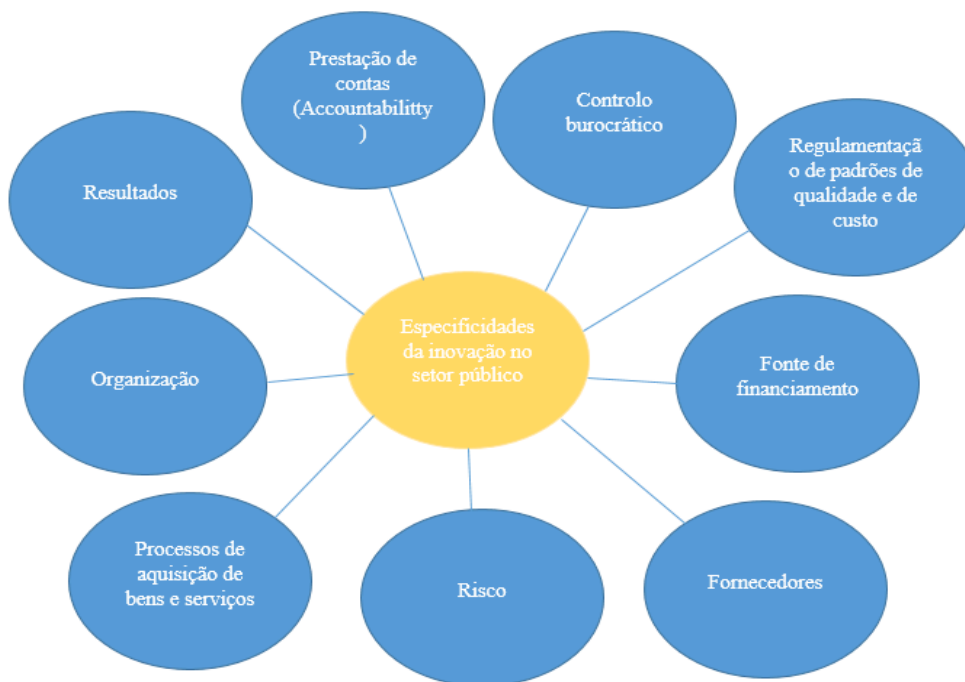 Prestação de
contas
(Accountabilitty
)
Controlo
burocrático
Regulamentaçã
o de padrões de
qualidade e de
custo
Resultados
Especificidades
da inovação no
setor público
Organização
Fonte de
financiamento
Processos de
aquisição de
bens e serviços
Risco
Fornecedores